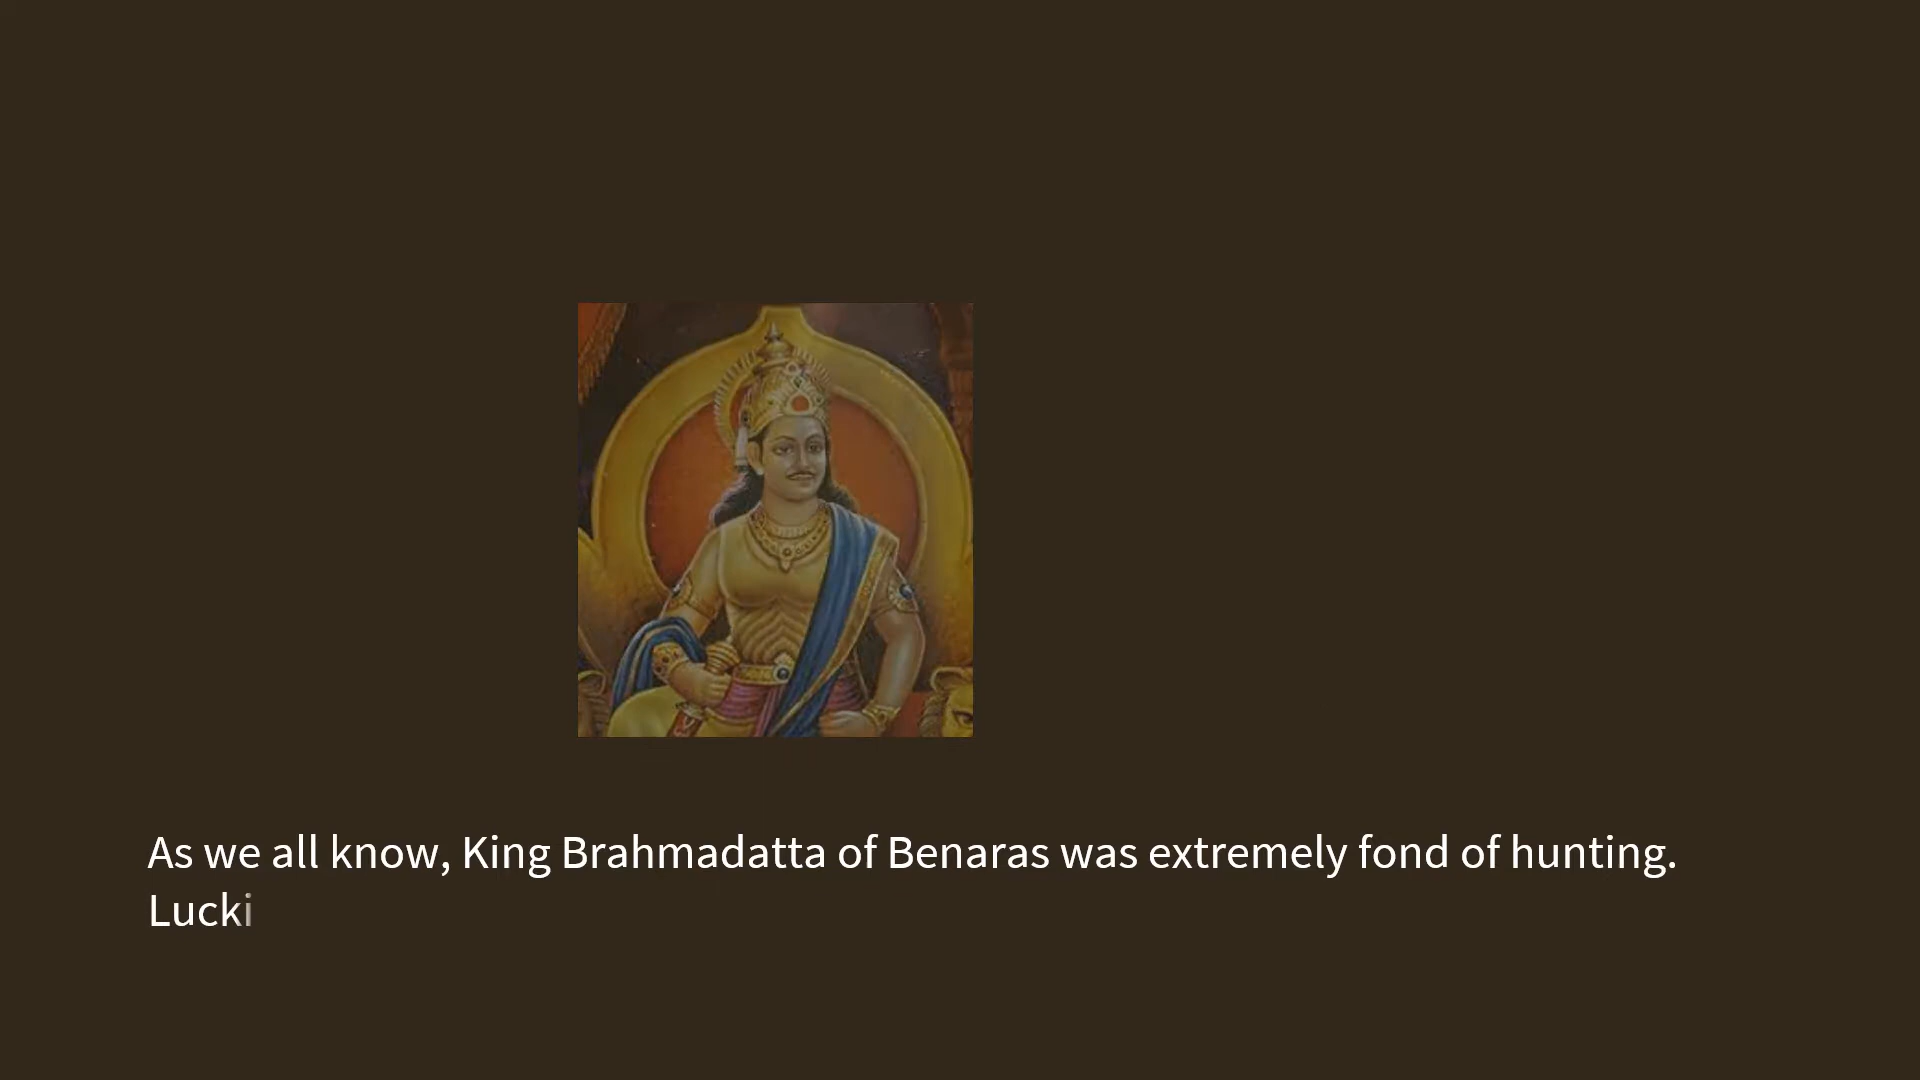 As we all know, King Brahmadatta of Benaras was extremely fond of hunting.
Lucki